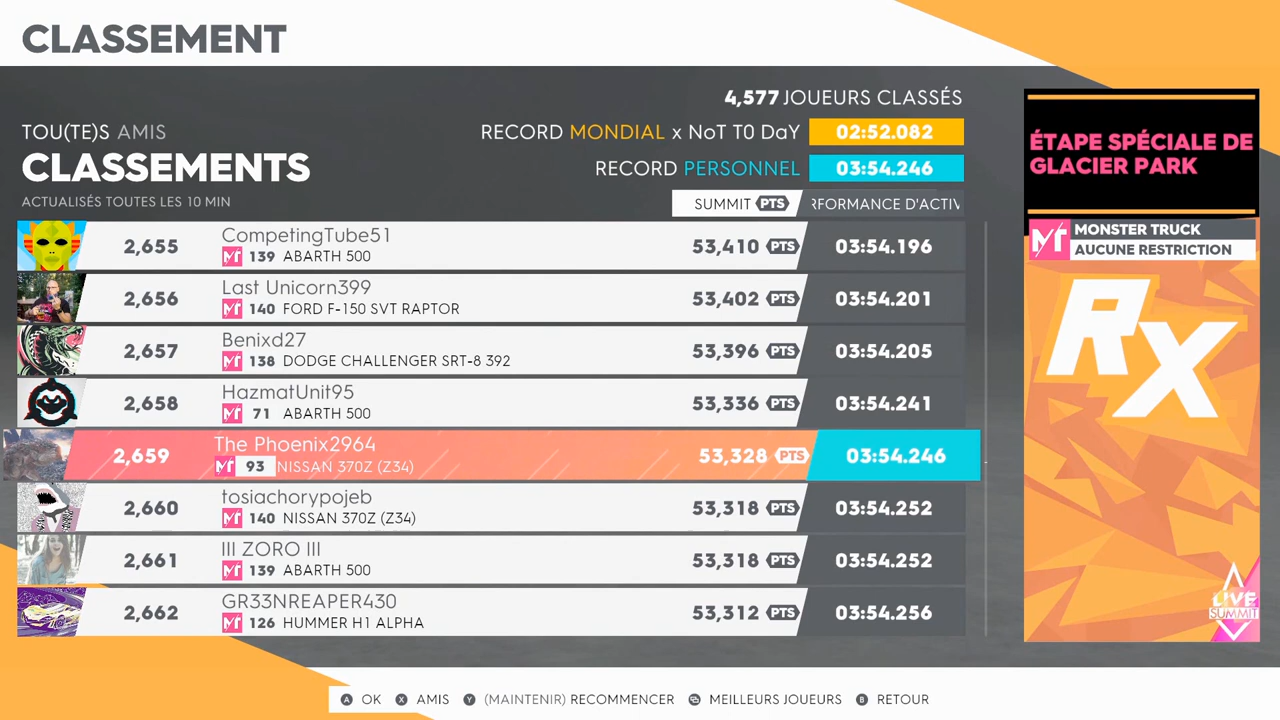 CLASSEMENT
4,577 JOUEURS CLASSÉS
TOU(TE)S AMIS
RECORD MONDIAL x NoT T0 DaY 02:52.082
CLASSEMENTS
RECORD PERSONNEL 03:54.246
ACTUALISÉS TOUTES LES 10 MIN
SUMMIT PTS RFORMANCE D'ACTIV
2,655 CompetingTube51 53,410 PTS 03:54.196
139 ABARTH 500
2,656 Last Unicorn399 53,402 PTS 03:54.201
140 FORD F-150 SVT RAPTOR
2,657 Benixd27 53,396 PTS 03:54.205
138 DODGE CHALLENGER SRT-8 392
2,658 HazmatUnit95 53,336 PTS 03:54.241
71 ABARTH 500
2,659 The Phoenix2964 53,328 PTS 03:54.246
93 NISSAN 370Z (Z34)
2,660 tosiachorypojeb 53,318 PTS 03:54.252
140 NISSAN 370Z (Z34)
2,661 III ZORO III 53,318 PTS 03:54.252
139 ABARTH 500
2,662 GR33NREAPER430 53,312 PTS 03:54.256
126 HUMMER H1 ALPHA
ÉTAPE SPÉCIALE DE
GLACIER PARK
MONSTER TRUCK
AUCUNE RESTRICTION
RX
LIVE
SUMMIT
A OK X AMIS Y (MAINTENIR) RECOMMENCER MEILLEURS JOUEURS B RETOUR